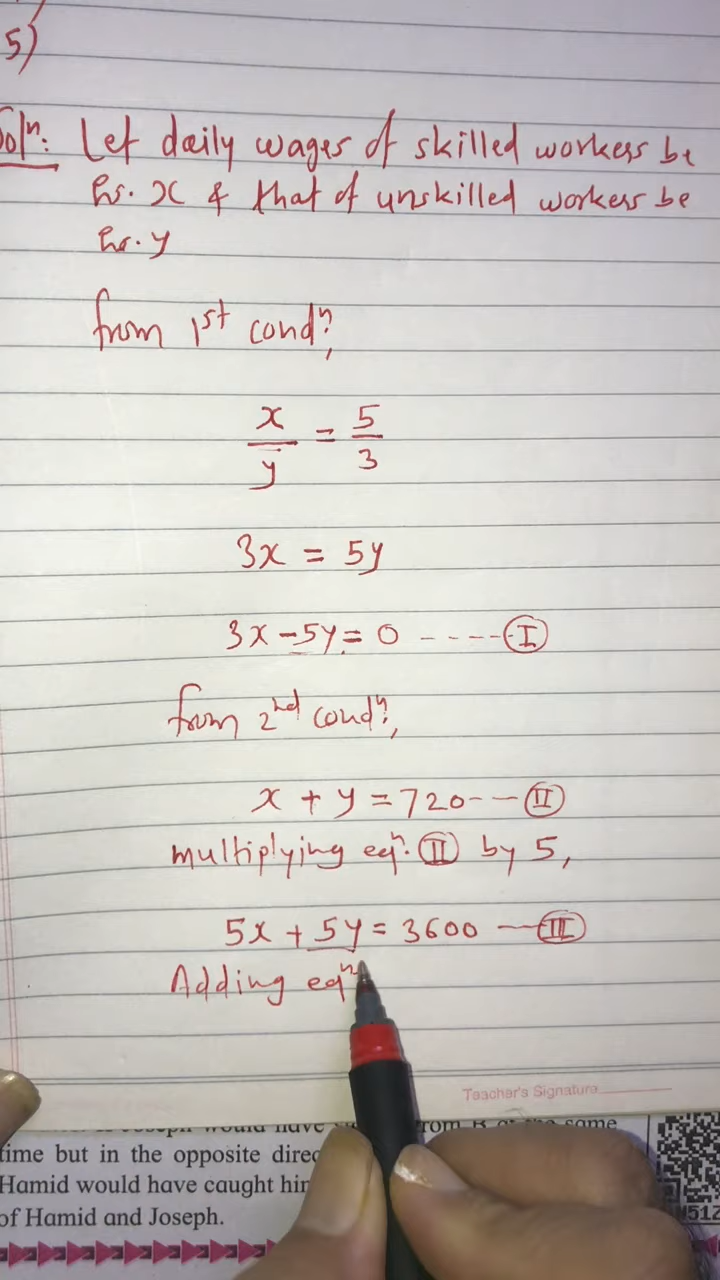 5)
Solⁿ: Let daily wages of skilled workers be
Rs. x & that of unskilled workers be
Rs. y
from 1st condⁿ,
x/y = 5/3
3x = 5y
3x - 5y = 0 ----- (I)
from 2nd condⁿ,
x + y = 720 --- (II)
multiplying eqⁿ. (II) by 5,
5x + 5y = 3600 — (III)
Adding eqⁿ
Teacher's Signature
would have
time but in the opposite direc
Hamid would have caught him
of Hamid and Joseph.